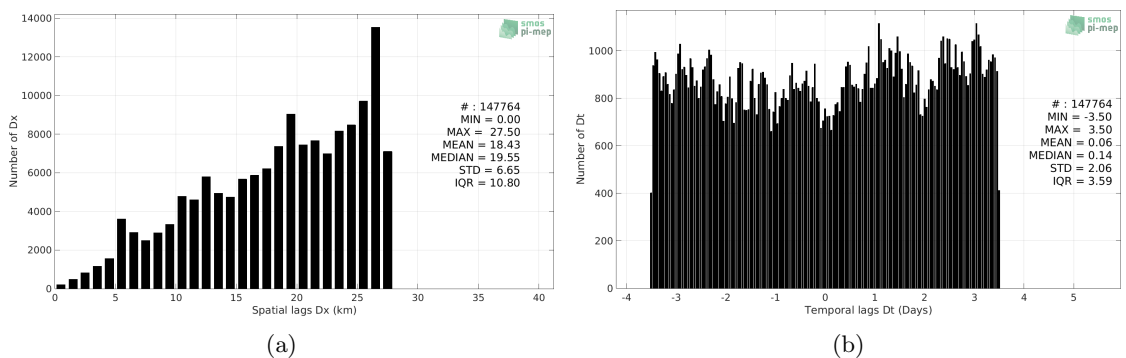 14000
12000
10000
8000
6000
4000
2000
0
Number of Dx
0 5 10 15 20 25 30 35 40
Spatial lags Dx (km)
smos
pi-mep
# : 147764
MIN = 0.00
MAX = 27.50
MEAN = 18.43
MEDIAN = 19.55
STD = 6.65
IQR = 10.80
(a)
1000
800
600
400
200
0
Number of Dt
-4 -3 -2 -1 0 1 2 3 4 5
Temporal lags Dt (Days)
smos
pi-mep
# : 147764
MIN = -3.50
MAX = 3.50
MEAN = 0.06
MEDIAN = 0.14
STD = 2.06
IQR = 3.59
(b)